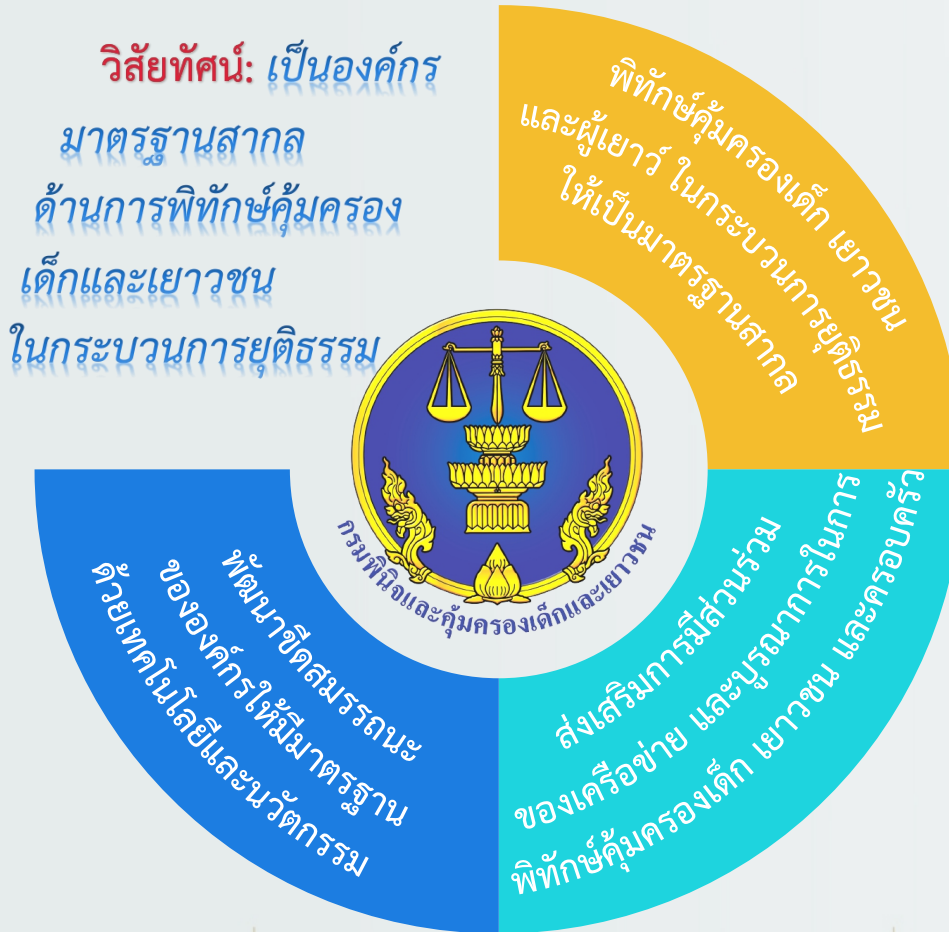 วิสัยทัศน์: เป็นองค์กร
มาตรฐานสากล
ด้านการพิทักษ์คุ้มครอง
เด็กและเยาวชน
ในกระบวนการยุติธรรม
พิทักษ์คุ้มครองเด็ก เยาวชน
และผู้เยาว์ ในกระบวนการยุติธรรม
ให้เป็นมาตรฐานสากล
ส่งเสริมการมีส่วนร่วม
ของเครือข่าย และบูรณาการในการ
พิทักษ์คุ้มครองเด็ก เยาวชน และครอบครัว
พัฒนาขีดสมรรถนะ
ขององค์กรให้มีมาตรฐาน
ด้วยเทคโนโลยีและนวัตกรรม
กรมพินิจและคุ้มครองเด็กและเยาวชน